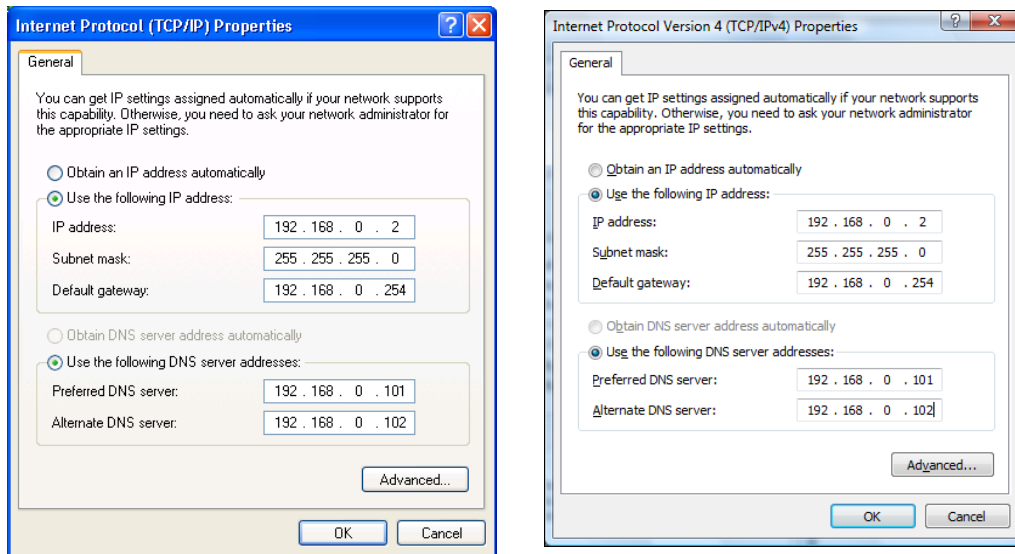 Internet Protocol (TCP/IP) Properties
General
You can get IP settings assigned automatically if your network supports
this capability. Otherwise, you need to ask your network administrator for
the appropriate IP settings.
Obtain an IP address automatically
Use the following IP address:
IP address: 192 . 168 . 0 . 2
Subnet mask: 255 . 255 . 255 . 0
Default gateway: 192 . 168 . 0 . 254
Obtain DNS server address automatically
Use the following DNS server addresses:
Preferred DNS server: 192 . 168 . 0 . 101
Alternate DNS server: 192 . 168 . 0 . 102
Advanced...
OK Cancel
Internet Protocol Version 4 (TCP/IPv4) Properties
General
You can get IP settings assigned automatically if your network supports
this capability. Otherwise, you need to ask your network administrator
for the appropriate IP settings.
Obtain an IP address automatically
Use the following IP address:
IP address: 192 . 168 . 0 . 2
Subnet mask: 255 . 255 . 255 . 0
Default gateway: 192 . 168 . 0 . 254
Obtain DNS server address automatically
Use the following DNS server addresses:
Preferred DNS server: 192 . 168 . 0 . 101
Alternate DNS server: 192 . 168 . 0 . 102
Advanced...
OK Cancel